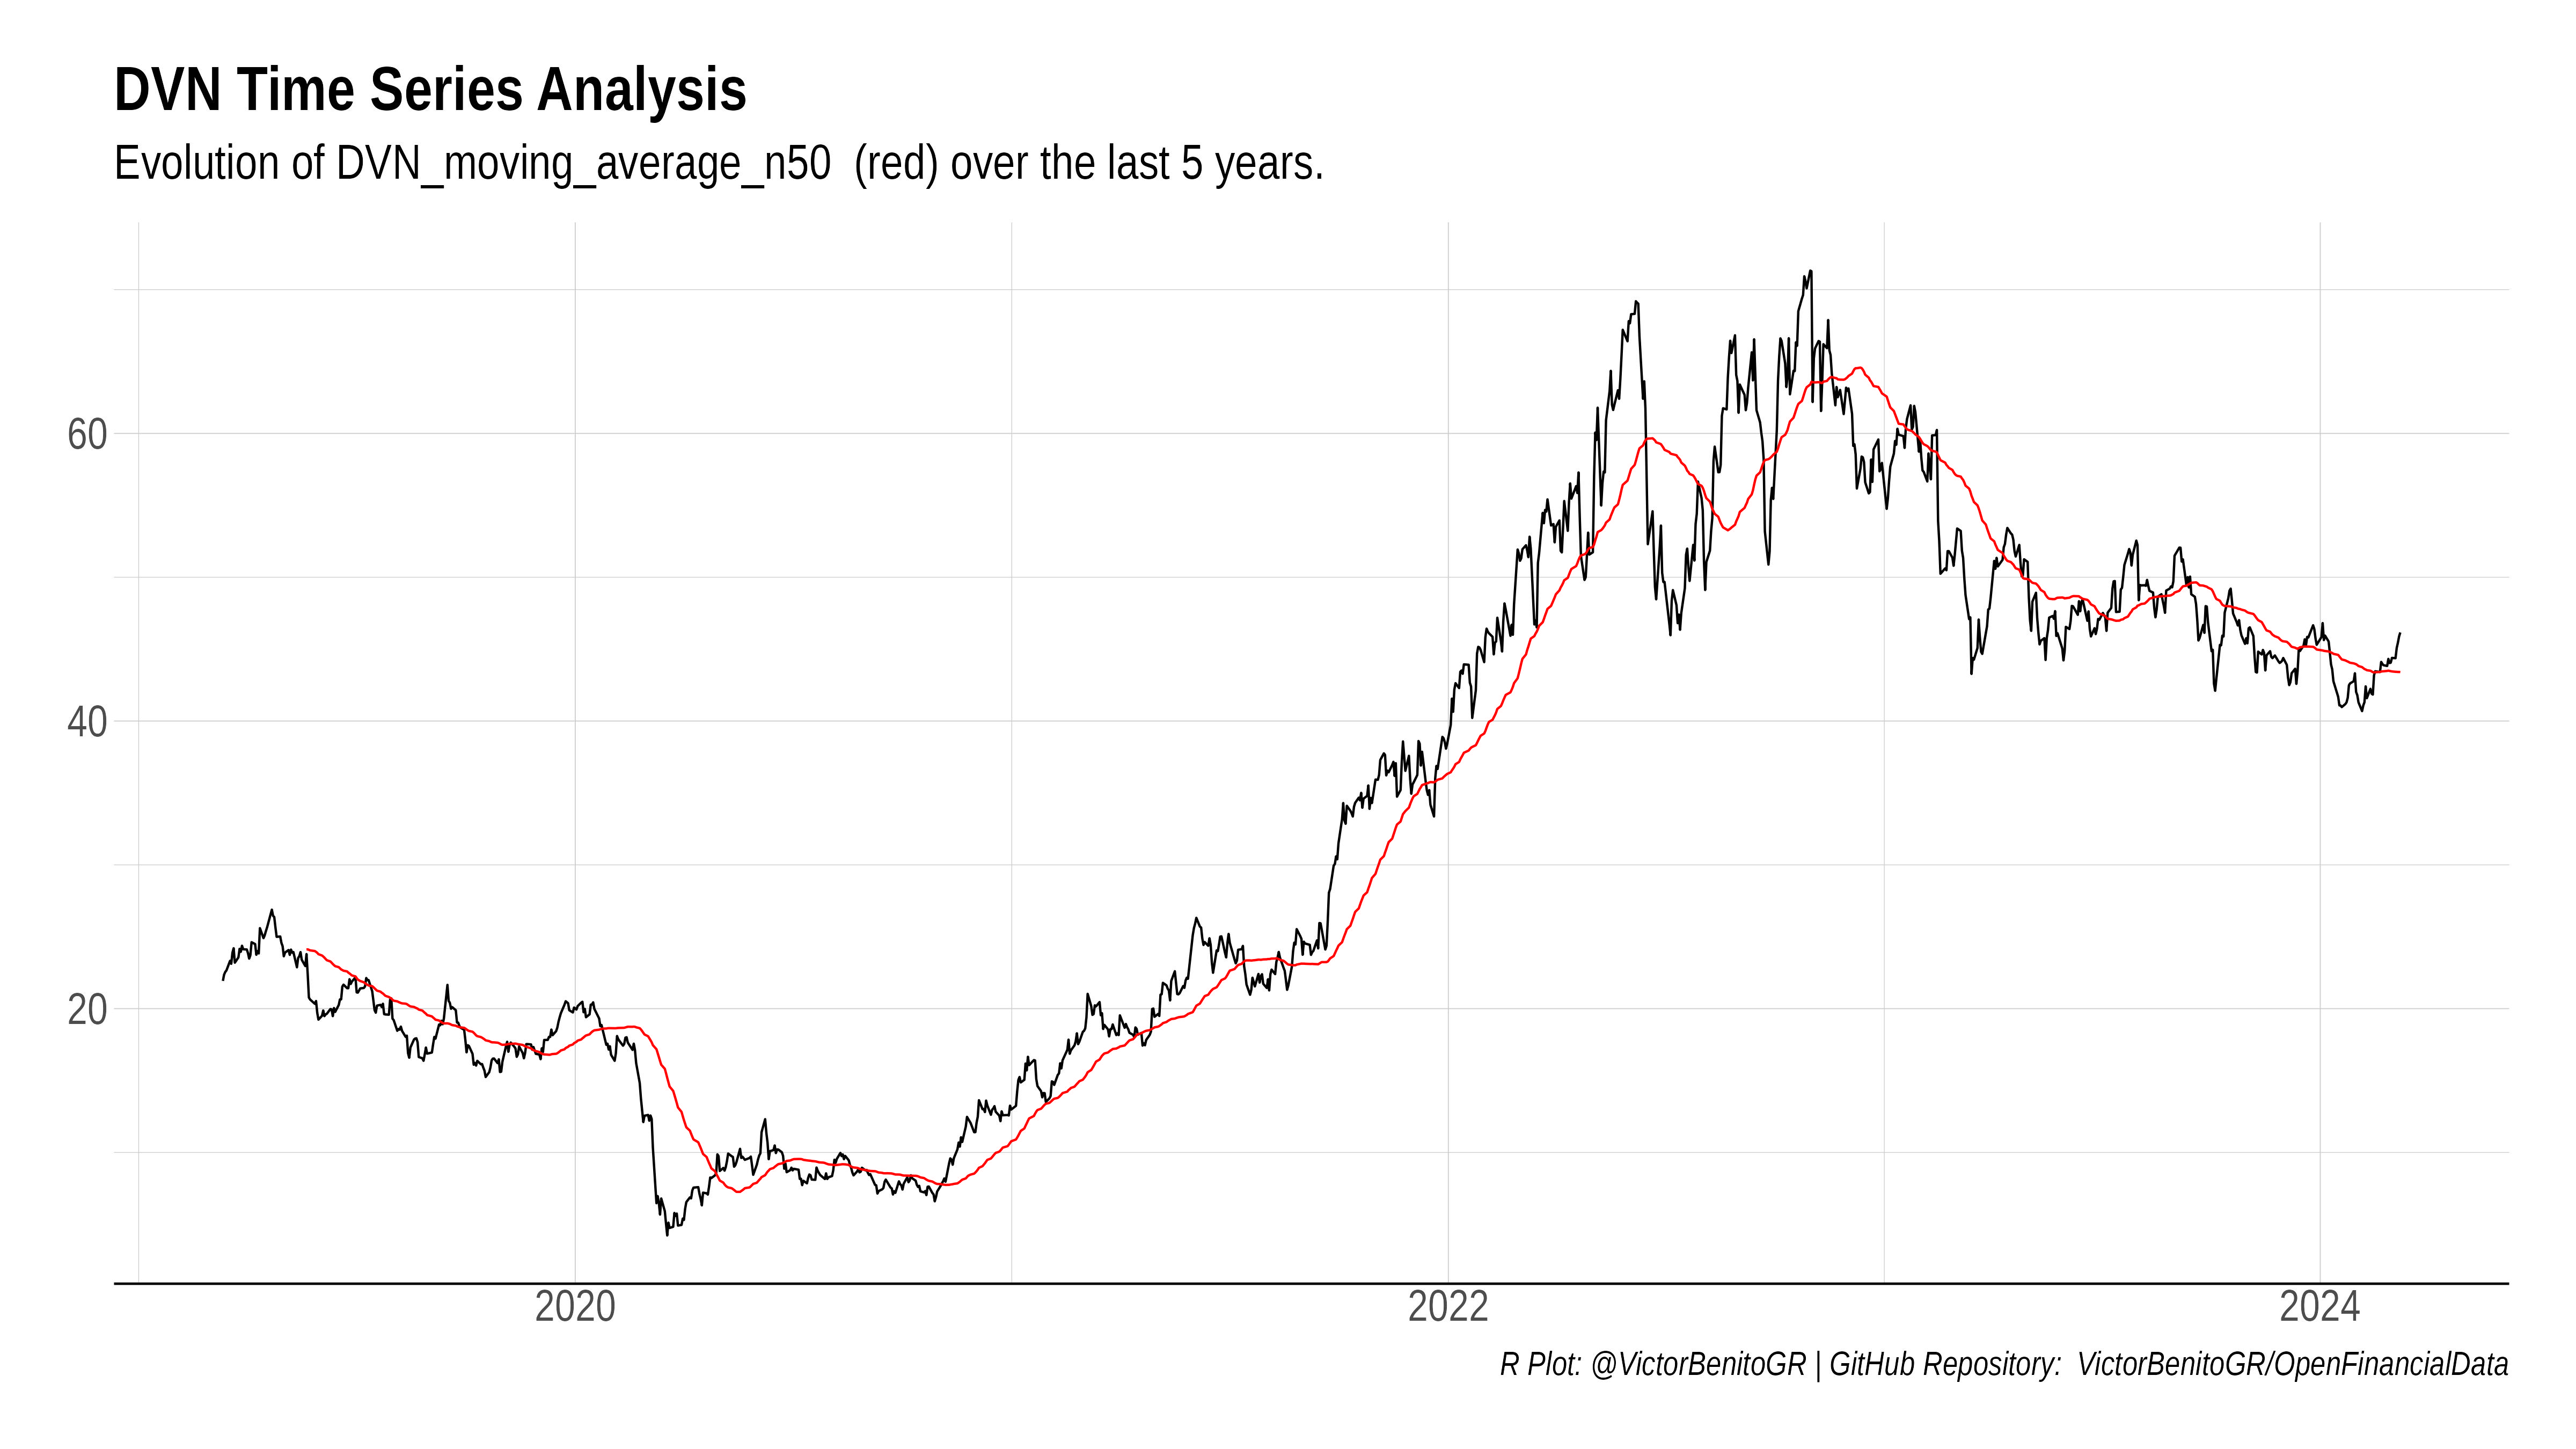 DVN Time Series Analysis
Evolution of DVN_moving_average_n50  (red) over the last 5 years.
60
40
20
2020
2022
2024
R Plot: @VictorBenitoGR | GitHub Repository:  VictorBenitoGR/OpenFinancialData